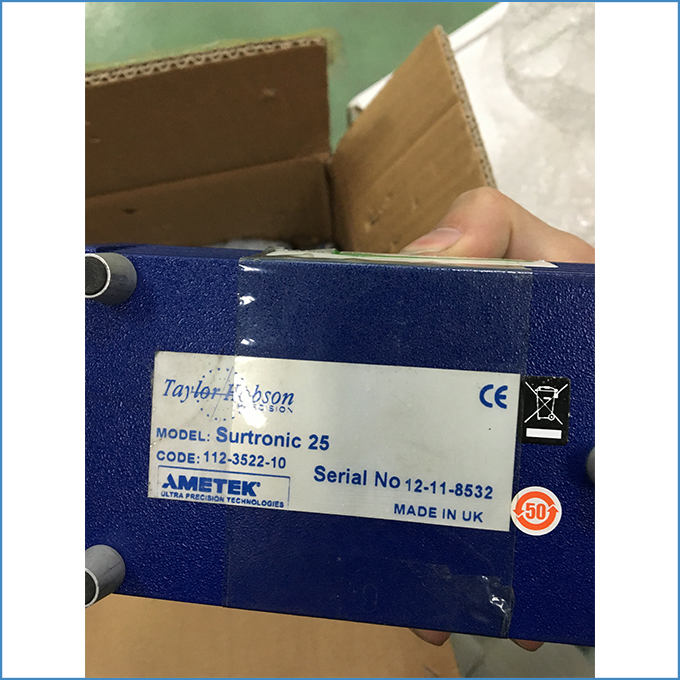 Taylor Hobson
PRECISION
CE
MODEL: Surtronic 25
CODE: 112-3522-10
Serial No 12-11-8532
AMETEK®
ULTRA PRECISION TECHNOLOGIES
MADE IN UK
50